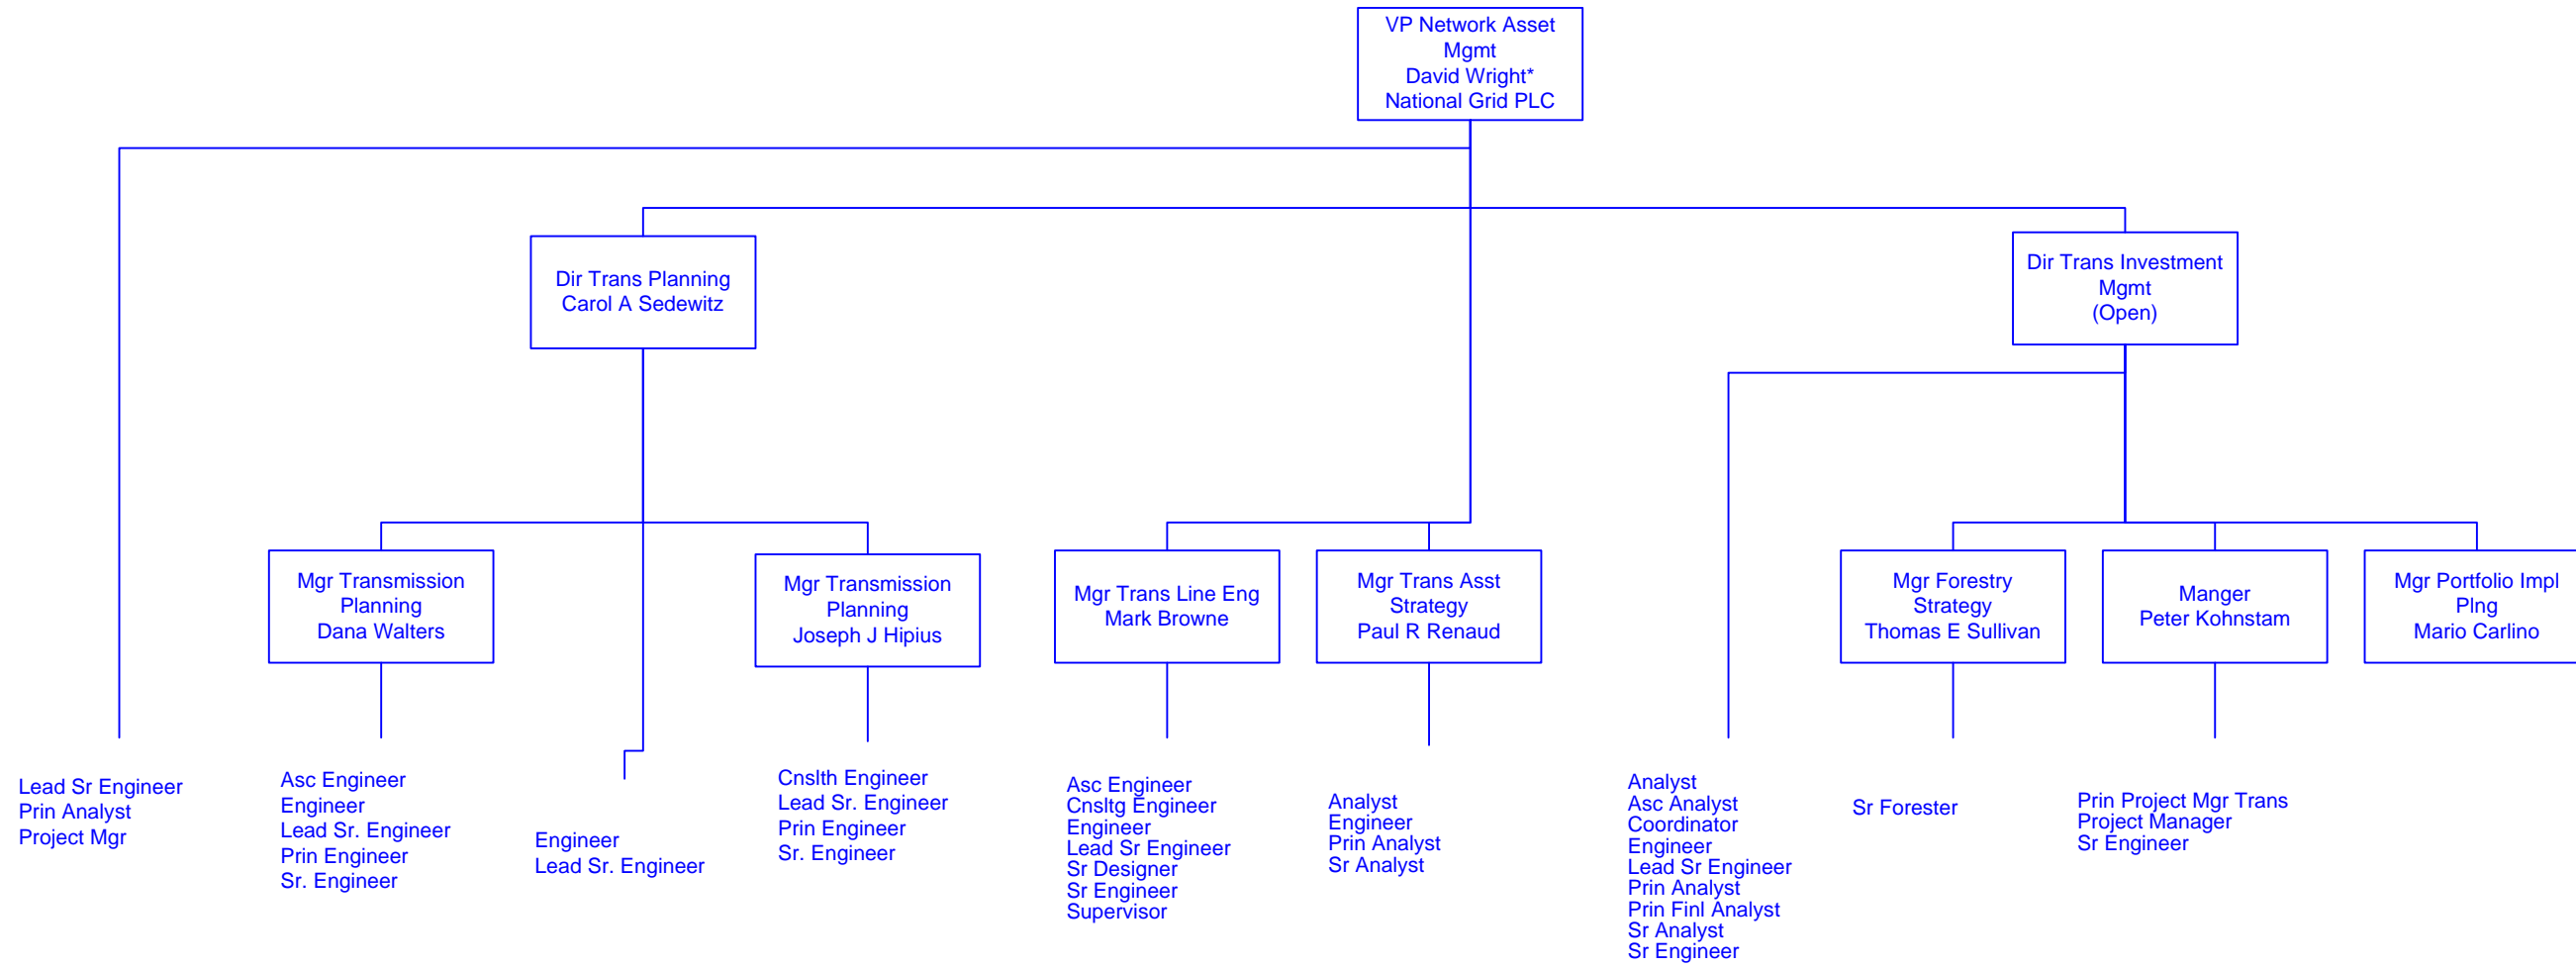 VP Network Asset
Mgmt
David Wright*
National Grid PLC
Dir Trans Planning
Carol A Sedewitz
Dir Trans Investment
Mgmt
(Open)
Mgr Transmission
Planning
Dana Walters
Mgr Transmission
Planning
Joseph J Hipius
Mgr Trans Line Eng
Mark Browne
Mgr Trans Asst
Strategy
Paul R Renaud
Mgr Forestry
Strategy
Thomas E Sullivan
Manger
Peter Kohnstam
Mgr Portfolio Impl
Plng
Mario Carlino
Lead Sr Engineer
Prin Analyst
Project Mgr
Asc Engineer
Engineer
Lead Sr. Engineer
Prin Engineer
Sr. Engineer
Engineer
Lead Sr. Engineer
Cnslth Engineer
Lead Sr. Engineer
Prin Engineer
Sr. Engineer
Asc Engineer
Cnsltg Engineer
Engineer
Lead Sr Engineer
Sr Designer
Sr Engineer
Supervisor
Analyst
Engineer
Prin Analyst
Sr Analyst
Analyst
Asc Analyst
Coordinator
Engineer
Lead Sr Engineer
Prin Analyst
Prin Finl Analyst
Sr Analyst
Sr Engineer
Sr Forester
Prin Project Mgr Trans
Project Manager
Sr Engineer